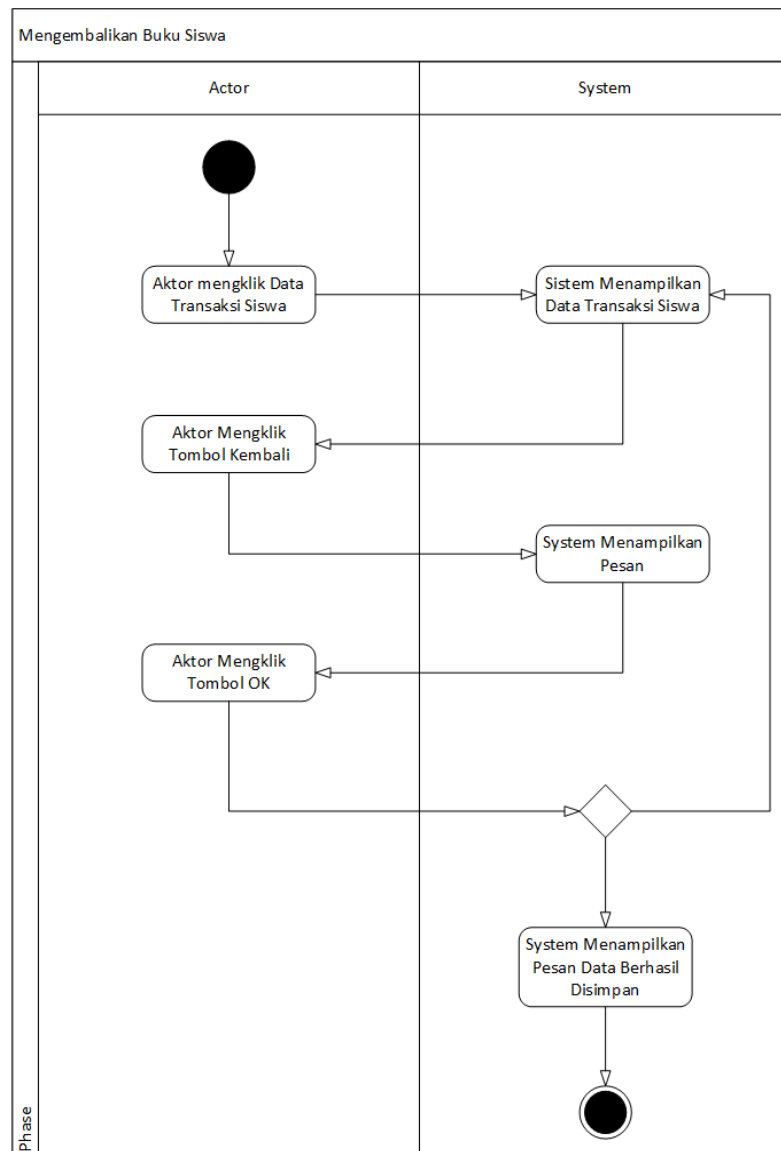 Mengembalikan Buku Siswa
Actor
System
Aktor mengklik Data
Transaksi Siswa
Sistem Menampilkan
Data Transaksi Siswa
Aktor Mengklik
Tombol Kembali
System Menampilkan
Pesan
Aktor Mengklik
Tombol OK
System Menampilkan
Pesan Data Berhasil
Disimpan
Phase